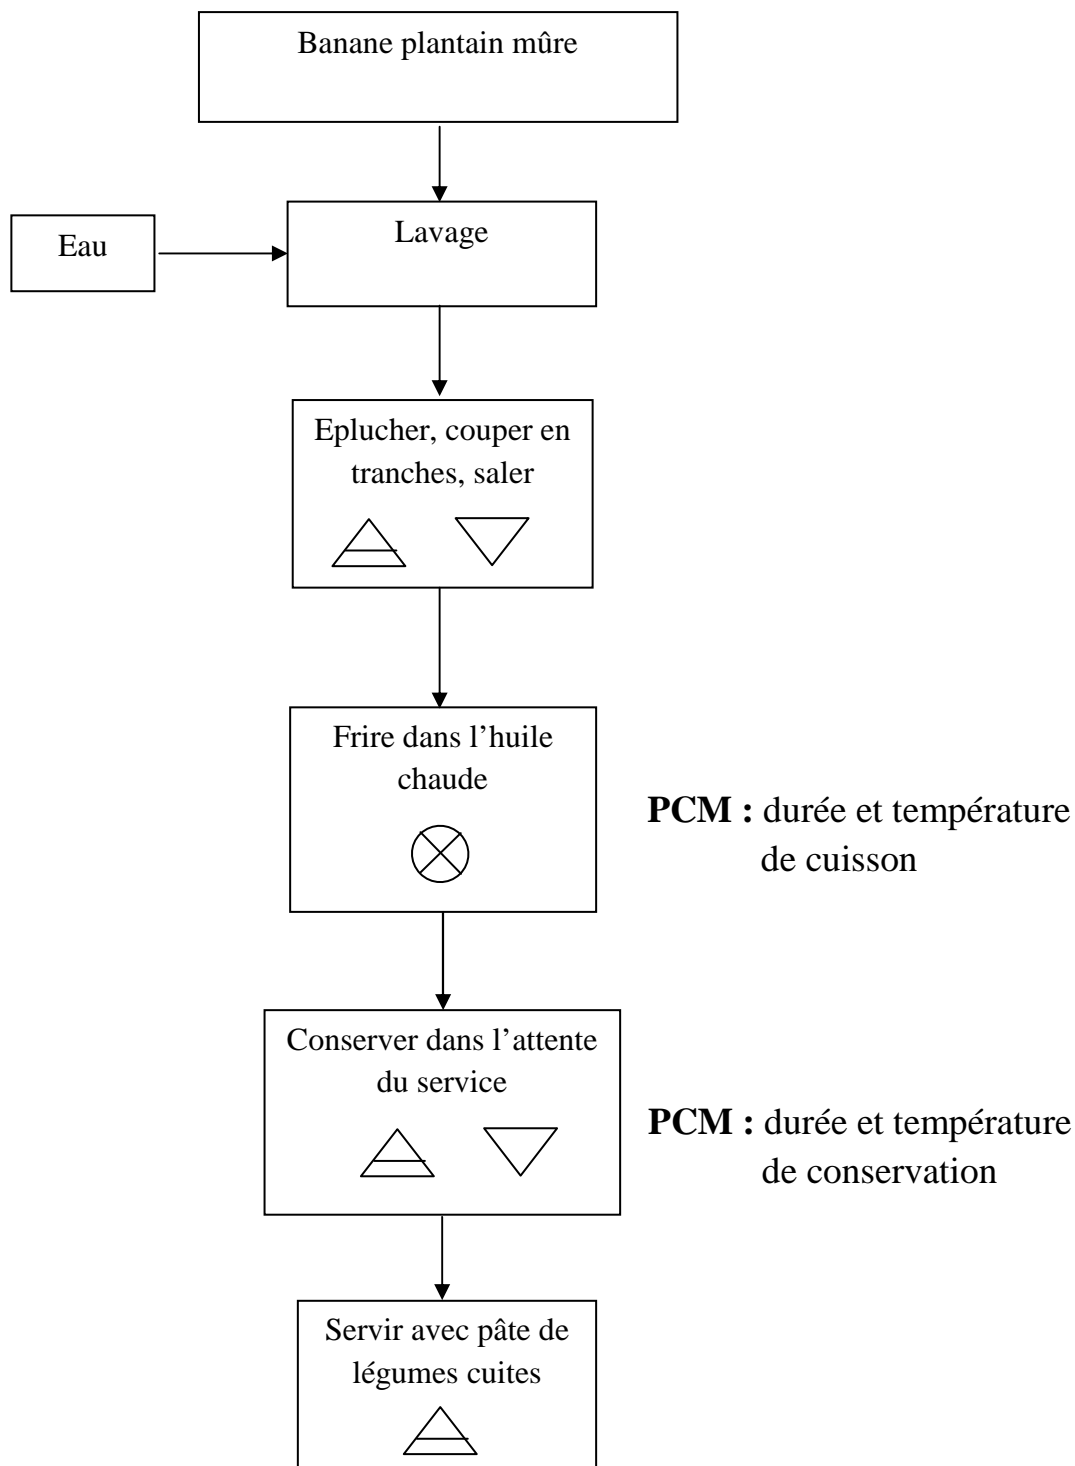 Banane plantain mûre
Eau
Lavage
Eplucher, couper en
tranches, saler
Frire dans l’huile
chaude
PCM : durée et température
de cuisson
Conserver dans l’attente
du service
PCM : durée et température
de conservation
Servir avec pâte de
légumes cuites